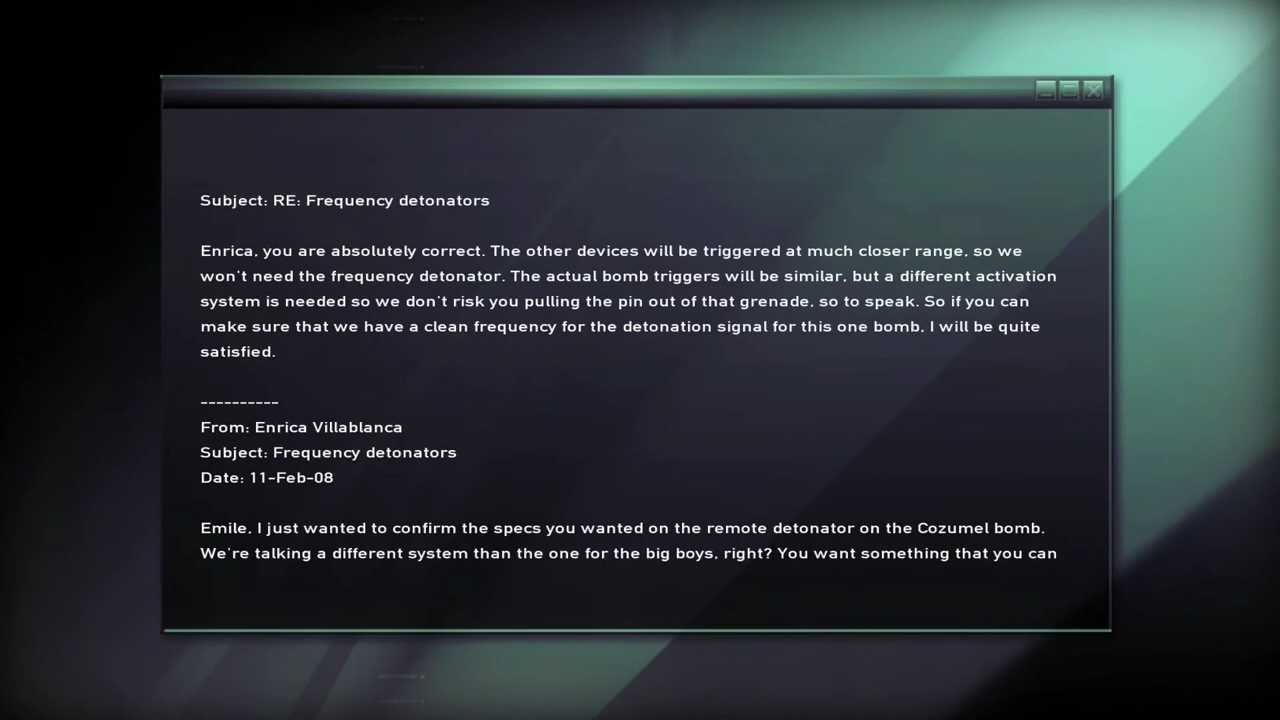 Subject: RE: Frequency detonators
Enrica, you are absolutely correct. The other devices will be triggered at much closer range, so we
won't need the frequency detonator. The actual bomb triggers will be similar, but a different activation
system is needed so we don't risk you pulling the pin out of that grenade, so to speak. So if you can
make sure that we have a clean frequency for the detonation signal for this one bomb, I will be quite
satisfied.
----------
From: Enrica Villablanca
Subject: Frequency detonators
Date: 11-Feb-08
Emile, I just wanted to confirm the specs you wanted on the remote detonator on the Cozumel bomb.
We're talking a different system than the one for the big boys, right? You want something that you can